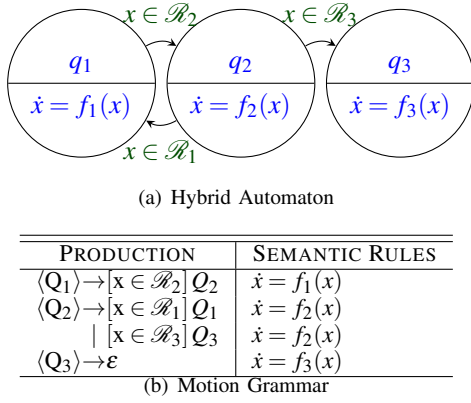 x ∈ ℛ₂ x ∈ ℛ₃
q₁ q₂ q₃
ẋ = f₁(x) ẋ = f₂(x) ẋ = f₃(x)
x ∈ ℛ₁
(a) Hybrid Automaton
PRODUCTION SEMANTIC RULES
⟨Q₁⟩→[x ∈ ℛ₂] Q₂ ẋ = f₁(x)
⟨Q₂⟩→[x ∈ ℛ₁] Q₁ ẋ = f₂(x)
| [x ∈ ℛ₃] Q₃ ẋ = f₂(x)
⟨Q₃⟩→ε ẋ = f₃(x)
(b) Motion Grammar